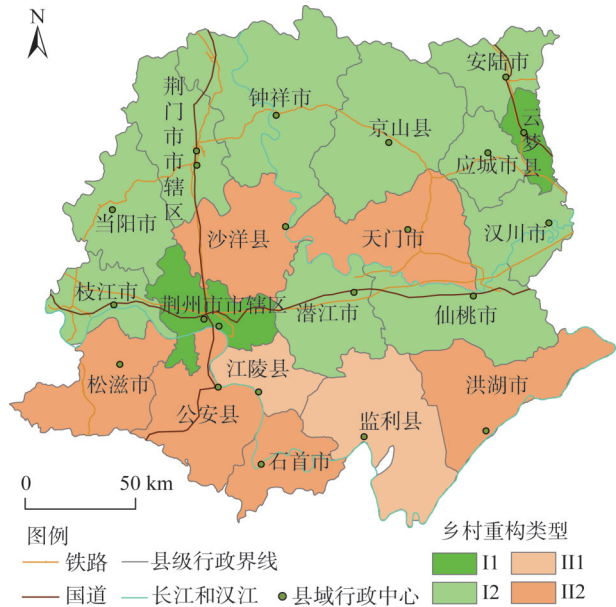 N
安陆市
钟祥市
荆门市市辖区
云梦县
京山县
应城市
当阳市
沙洋县
天门市
汉川市
枝江市
荆州市市辖区
潜江市
仙桃市
江陵县
松滋市
洪湖市
公安县
监利县
石首市
0 50 km
图例
铁路 县级行政界线
国道 长江和汉江 县域行政中心
乡村重构类型
I1 II1
I2 II2